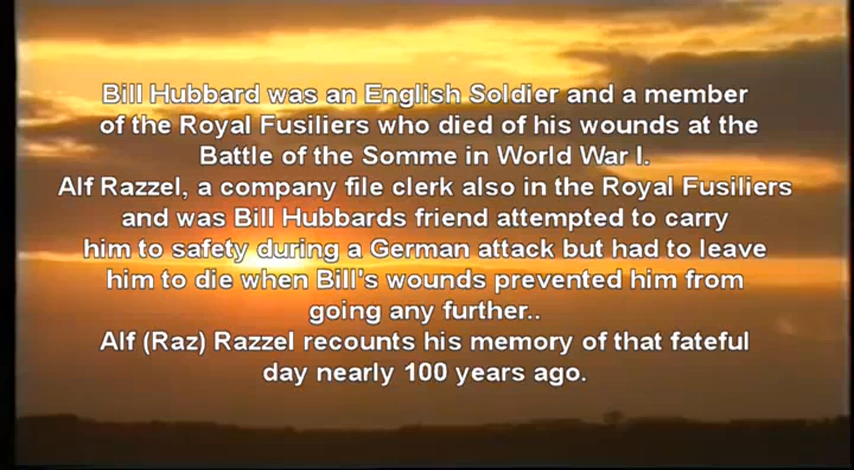 Bill Hubbard was an English Soldier and a member
of the Royal Fusiliers who died of his wounds at the
Battle of the Somme in World War I.
Alf Razzel, a company file clerk also in the Royal Fusiliers
and was Bill Hubbards friend attempted to carry
him to safety during a German attack but had to leave
him to die when Bill's wounds prevented him from
going any further..
Alf (Raz) Razzel recounts his memory of that fateful
day nearly 100 years ago.